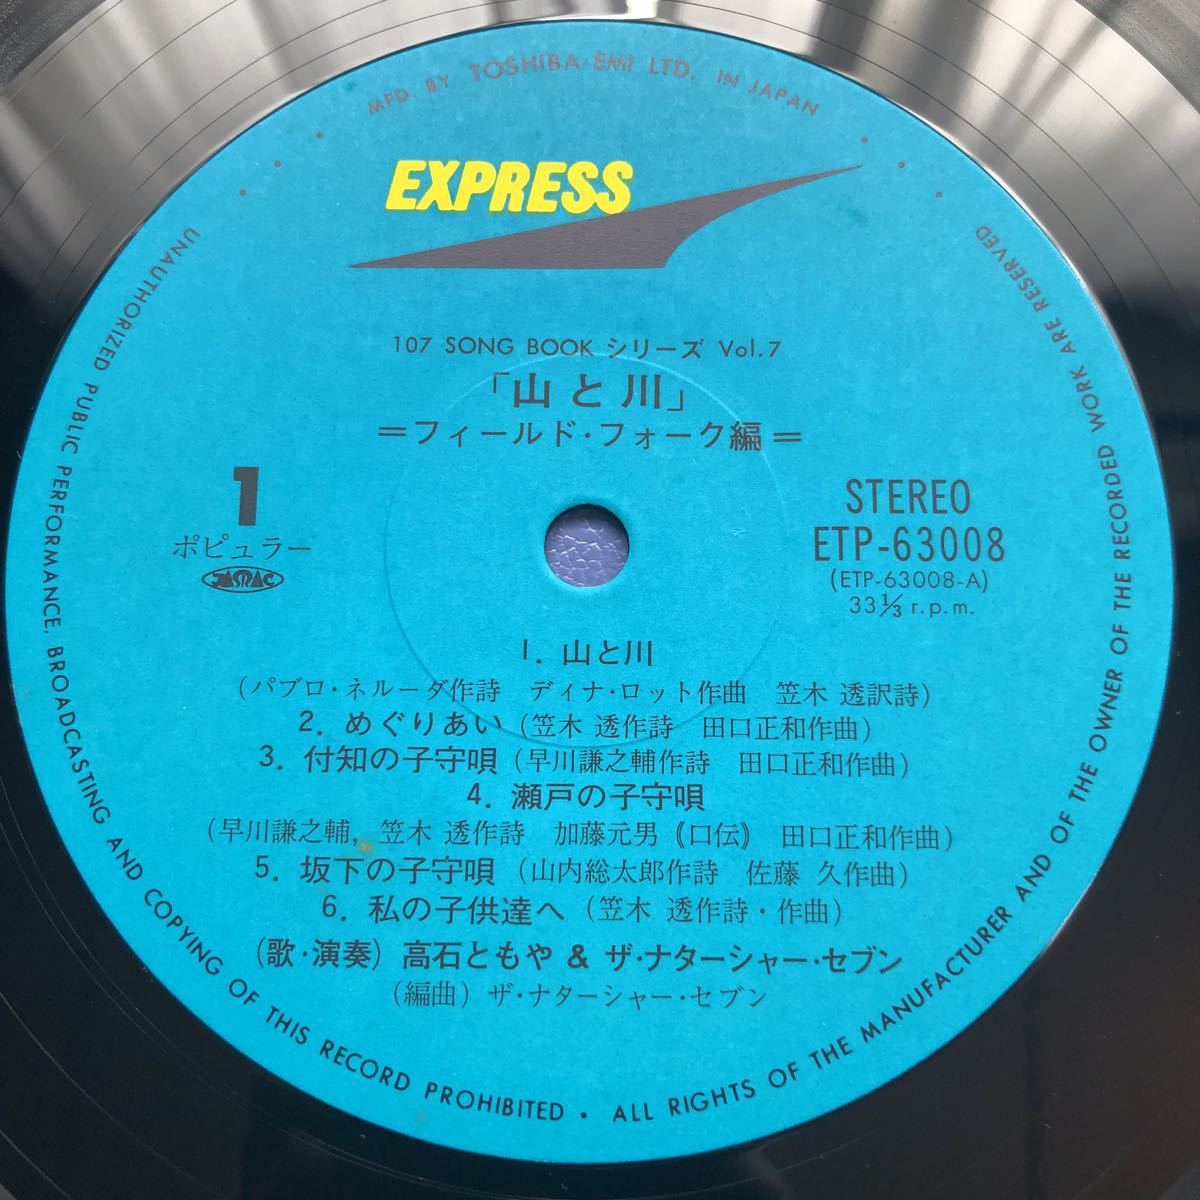 MFD. BY TOSHIBA-EMI LTD. IN JAPAN
EXPRESS
107 SONG BOOK シリーズ Vol.7
「山と川」
=フィールド・フォーク編=
1
ポピュラー
JASRAC
STEREO
ETP-63008
(ETP-63008-A)
33 1/3 r.p.m.
1. 山と川
(パブロ・ネルーダ作詩 ディナ・ロット作曲 笠木 透訳詩)
2. めぐりあい (笠木 透作詩 田口正和作曲)
3. 付知の子守唄 (早川謙之輔作詩 田口正和作曲)
4. 瀬戸の子守唄
(早川謙之輔, 笠木 透作詩 加藤元男《口伝》 田口正和作曲)
5. 坂下の子守唄 (山内総太郎作詩 佐藤 久作曲)
6. 私の子供達へ (笠木 透作詩・作曲)
(歌・演奏) 高石ともや & ザ・ナターシャー・セブン
(編曲) ザ・ナターシャー・セブン
UNAUTHORIZED PUBLIC PERFORMANCE, BROADCASTING AND COPYING OF THIS RECORD PROHIBITED • ALL RIGHTS OF THE MANUFACTURER AND OF THE OWNER OF THE RECORDED WORK ARE RESERVED